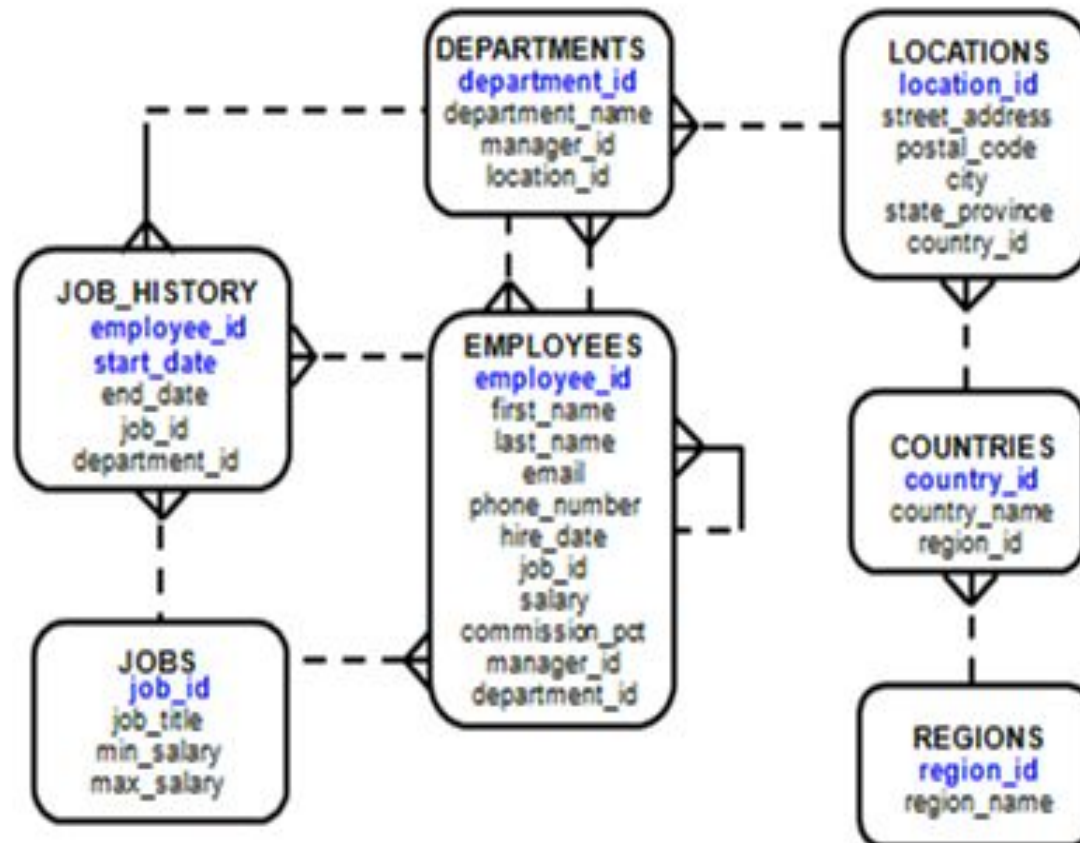 DEPARTMENTS
department_id
department_name
manager_id
location_id
LOCATIONS
location_id
street_address
postal_code
city
state_province
country_id
JOB_HISTORY
employee_id
start_date
end_date
job_id
department_id
EMPLOYEES
employee_id
first_name
last_name
email
phone_number
hire_date
job_id
salary
commission_pct
manager_id
department_id
COUNTRIES
country_id
country_name
region_id
JOBS
job_id
job_title
min_salary
max_salary
REGIONS
region_id
region_name